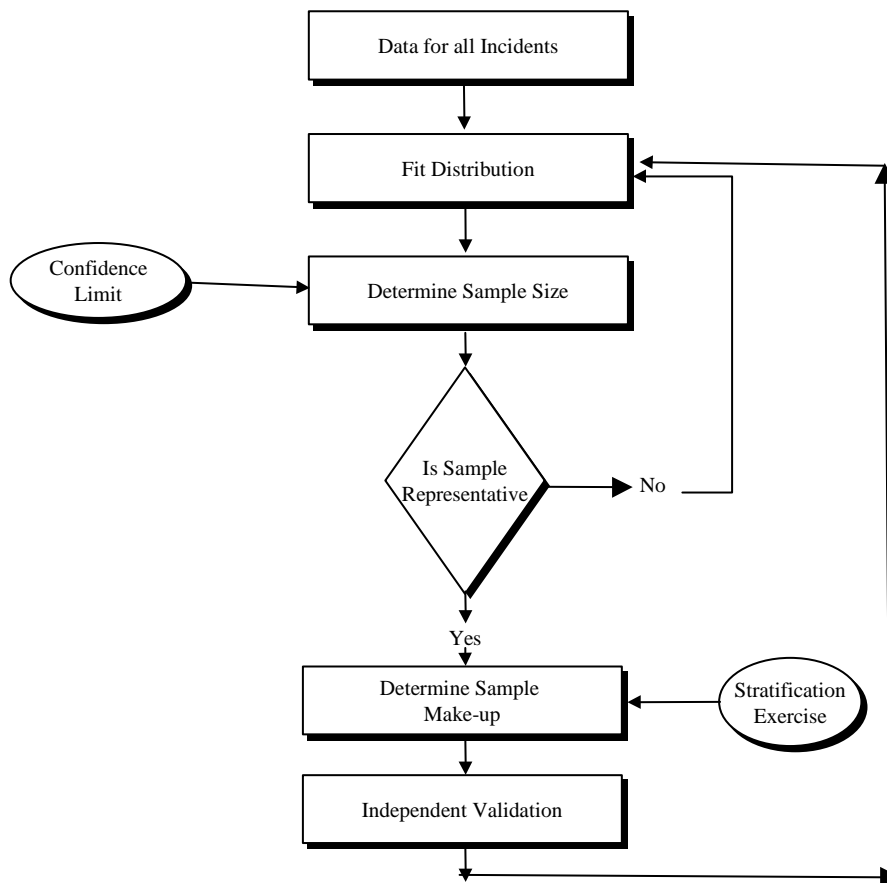 Data for all Incidents
Fit Distribution
Confidence
Limit
Determine Sample Size
Is Sample
Representative
No
Yes
Determine Sample
Make-up
Stratification
Exercise
Independent Validation